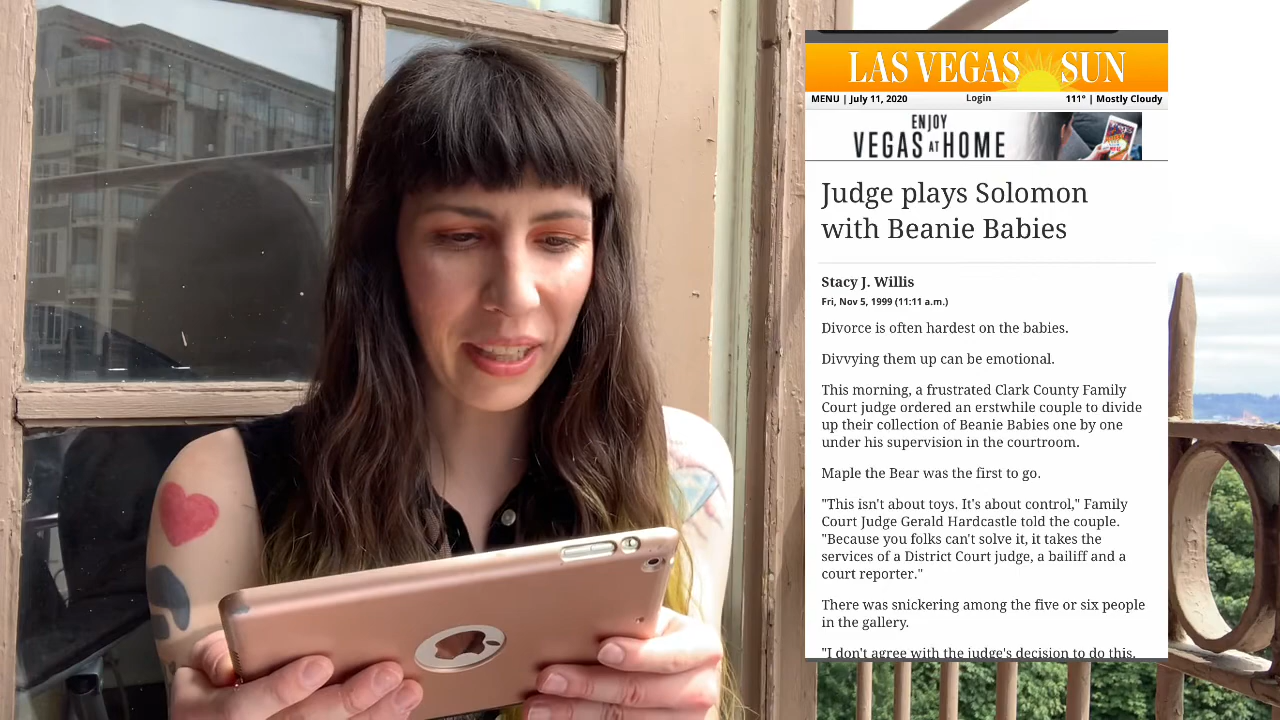 LAS VEGAS SUN
MENU | July 11, 2020 Login 111° | Mostly Cloudy
ENJOY
VEGAS AT HOME
Judge plays Solomon
with Beanie Babies
Stacy J. Willis
Fri, Nov 5, 1999 (11:11 a.m.)
Divorce is often hardest on the babies.
Divvying them up can be emotional.
This morning, a frustrated Clark County Family
Court judge ordered an erstwhile couple to divide
up their collection of Beanie Babies one by one
under his supervision in the courtroom.
Maple the Bear was the first to go.
"This isn't about toys. It's about control," Family
Court Judge Gerald Hardcastle told the couple.
"Because you folks can't solve it, it takes the
services of a District Court judge, a bailiff and a
court reporter."
There was snickering among the five or six people
in the gallery.
"I don't agree with the judge's decision to do this,